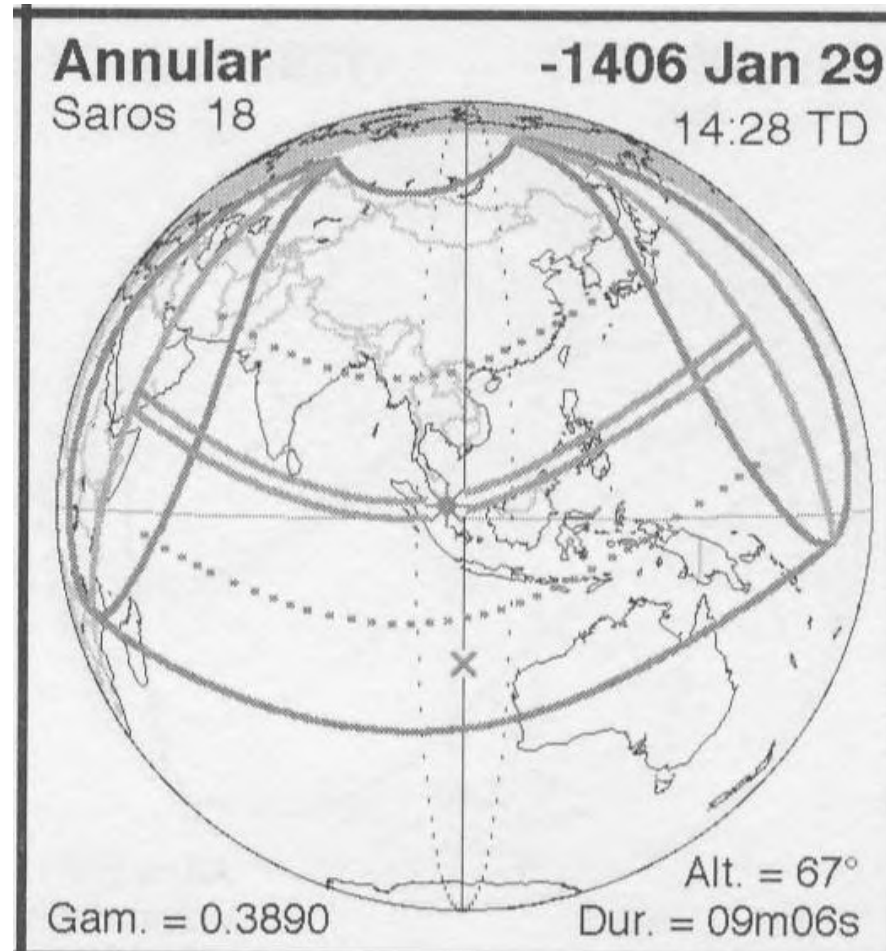 Annular
-1406 Jan 29
Saros 18
14:28 TD
Alt. = 67°
Gam. = 0.3890
Dur. = 09m06s